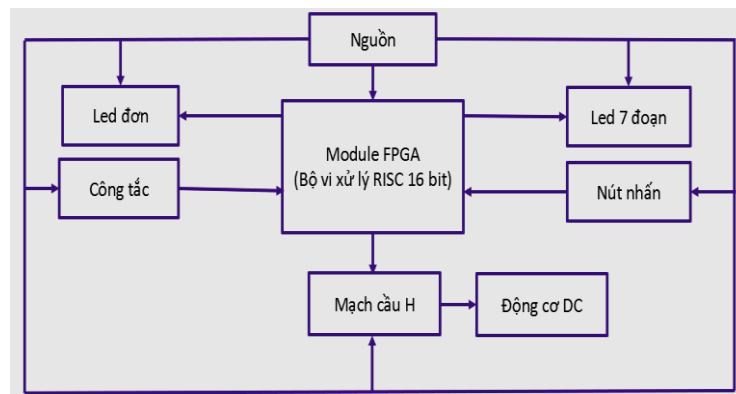 Nguồn
Led đơn
Led 7 đoạn
Module FPGA
(Bộ vi xử lý RISC 16 bit)
Công tắc
Nút nhấn
Mạch cầu H
Động cơ DC